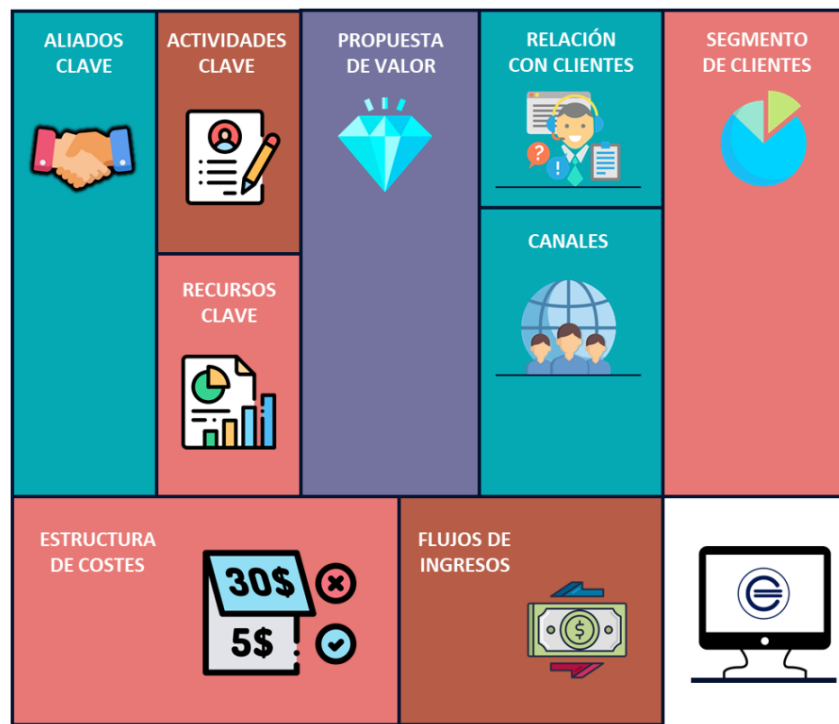 ALIADOS
CLAVE
ACTIVIDADES
CLAVE
PROPUESTA
DE VALOR
RELACIÓN
CON CLIENTES
SEGMENTO
DE CLIENTES
?
!
CANALES
RECURSOS
CLAVE
ESTRUCTURA
DE COSTES
30$
5$
FLUJOS DE
INGRESOS
$